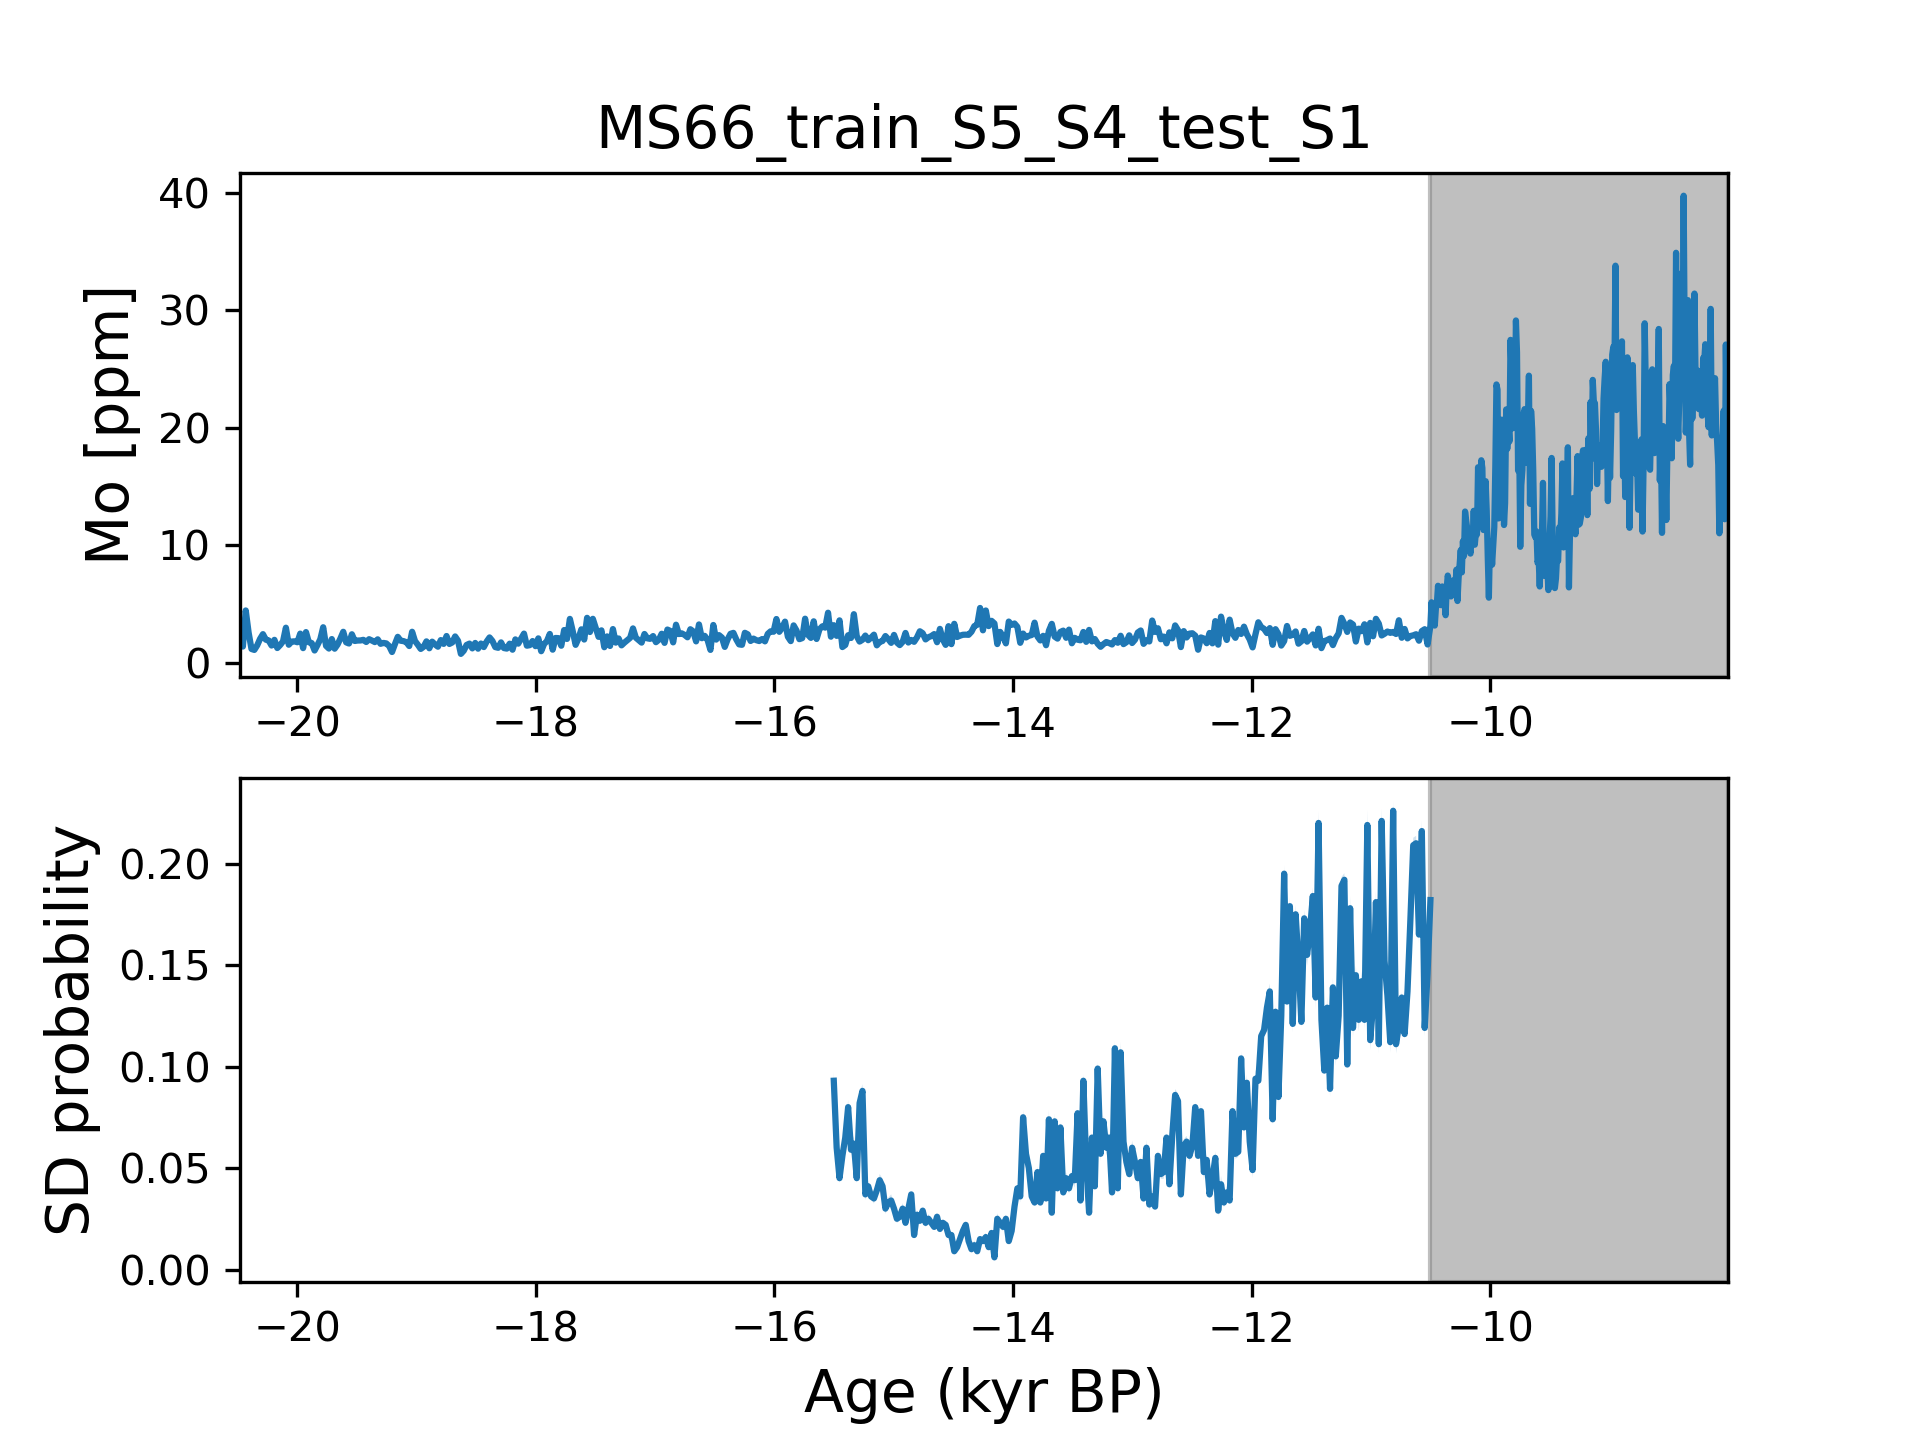 MS66_train_S5_S4_test_S1
Mo [ppm]
40
30
20
10
0
−20 −18 −16 −14 −12 −10
SD probability
0.20
0.15
0.10
0.05
0.00
−20 −18 −16 −14 −12 −10
Age (kyr BP)